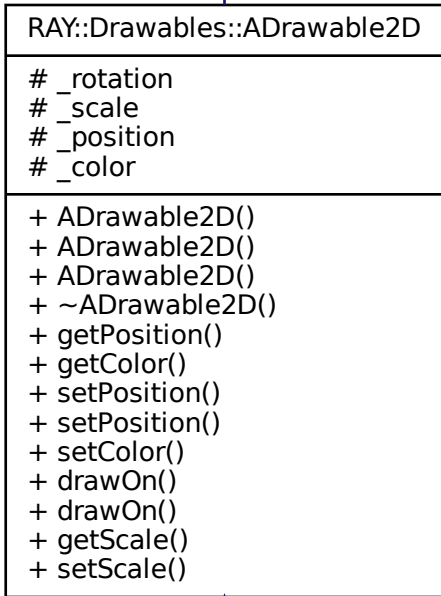 RAY::Drawables::ADrawable2D
# _rotation
# _scale
# _position
# _color
+ ADrawable2D()
+ ADrawable2D()
+ ADrawable2D()
+ ~ADrawable2D()
+ getPosition()
+ getColor()
+ setPosition()
+ setPosition()
+ setColor()
+ drawOn()
+ drawOn()
+ getScale()
+ setScale()